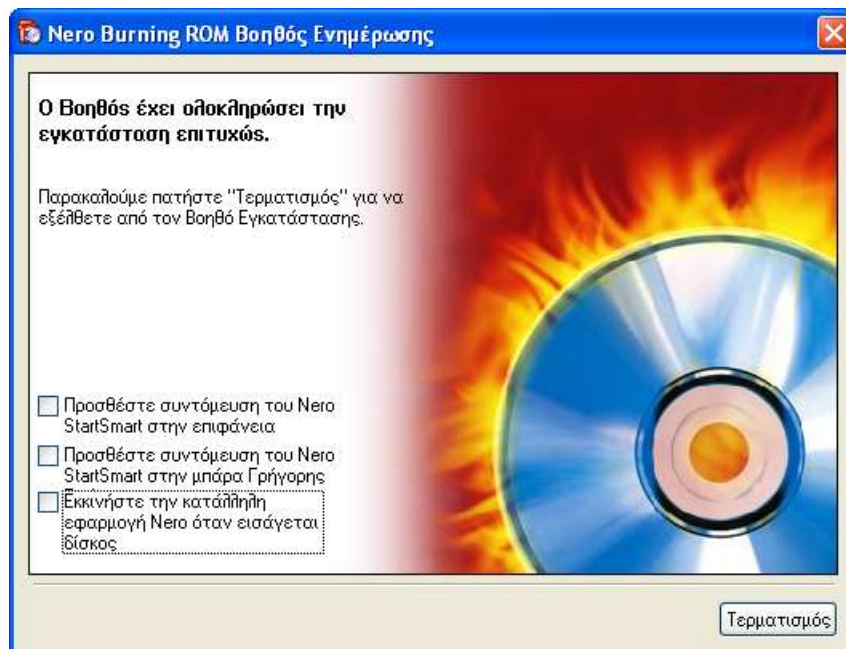 Nero Burning ROM Βοηθός Ενημέρωσης
Ο Βοηθός έχει ολοκληρώσει την
εγκατάσταση επιτυχώς.
Παρακαλούμε πατήστε "Τερματισμός" για να
εξέλθετε από τον Βοηθό Εγκατάστασης.
Προσθέστε συντόμευση του Nero
StartSmart στην επιφάνεια
Προσθέστε συντόμευση του Nero
StartSmart στην μπάρα Γρήγορης
Εκκινήστε την κατάλληλη
εφαρμογή Nero όταν εισάγεται
δίσκος
Τερματισμός